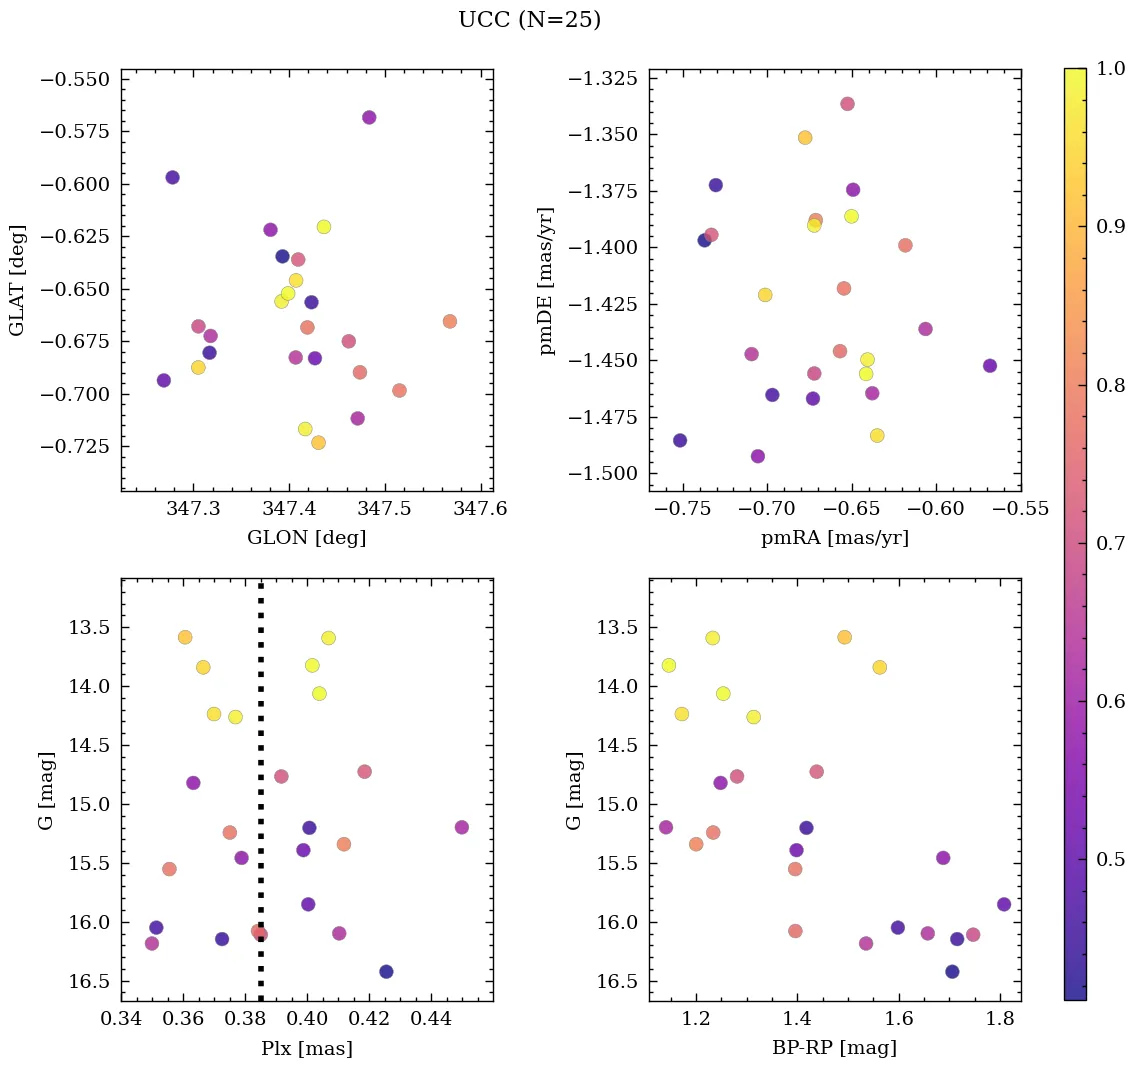 UCC (N=25)
−0.550
−0.575
−0.600
−0.625
−0.650
−0.675
−0.700
−0.725
GLAT [deg]
347.3 347.4 347.5 347.6
GLON [deg]
−1.325
−1.350
−1.375
−1.400
−1.425
−1.450
−1.475
−1.500
pmDE [mas/yr]
−0.75 −0.70 −0.65 −0.60 −0.55
pmRA [mas/yr]
13.5
14.0
14.5
15.0
15.5
16.0
16.5
G [mag]
0.34 0.36 0.38 0.40 0.42 0.44
Plx [mas]
13.5
14.0
14.5
15.0
15.5
16.0
16.5
G [mag]
1.2 1.4 1.6 1.8
BP-RP [mag]
1.0
0.9
0.8
0.7
0.6
0.5